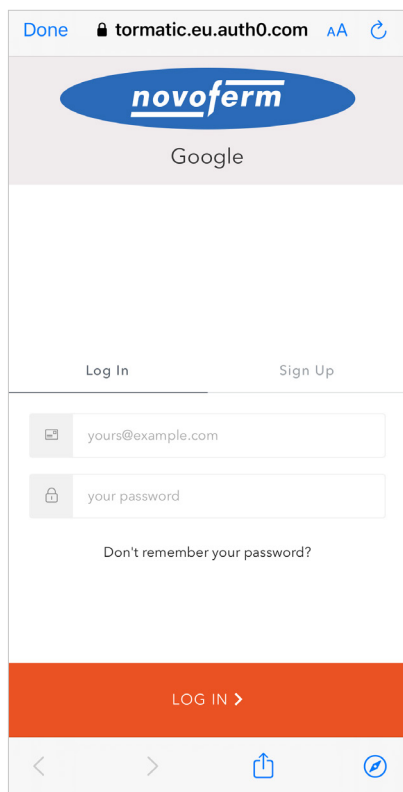 Done tormatic.eu.auth0.com AA
novoferm
Google
Log In Sign Up
yours@example.com
your password
Don't remember your password?
LOG IN